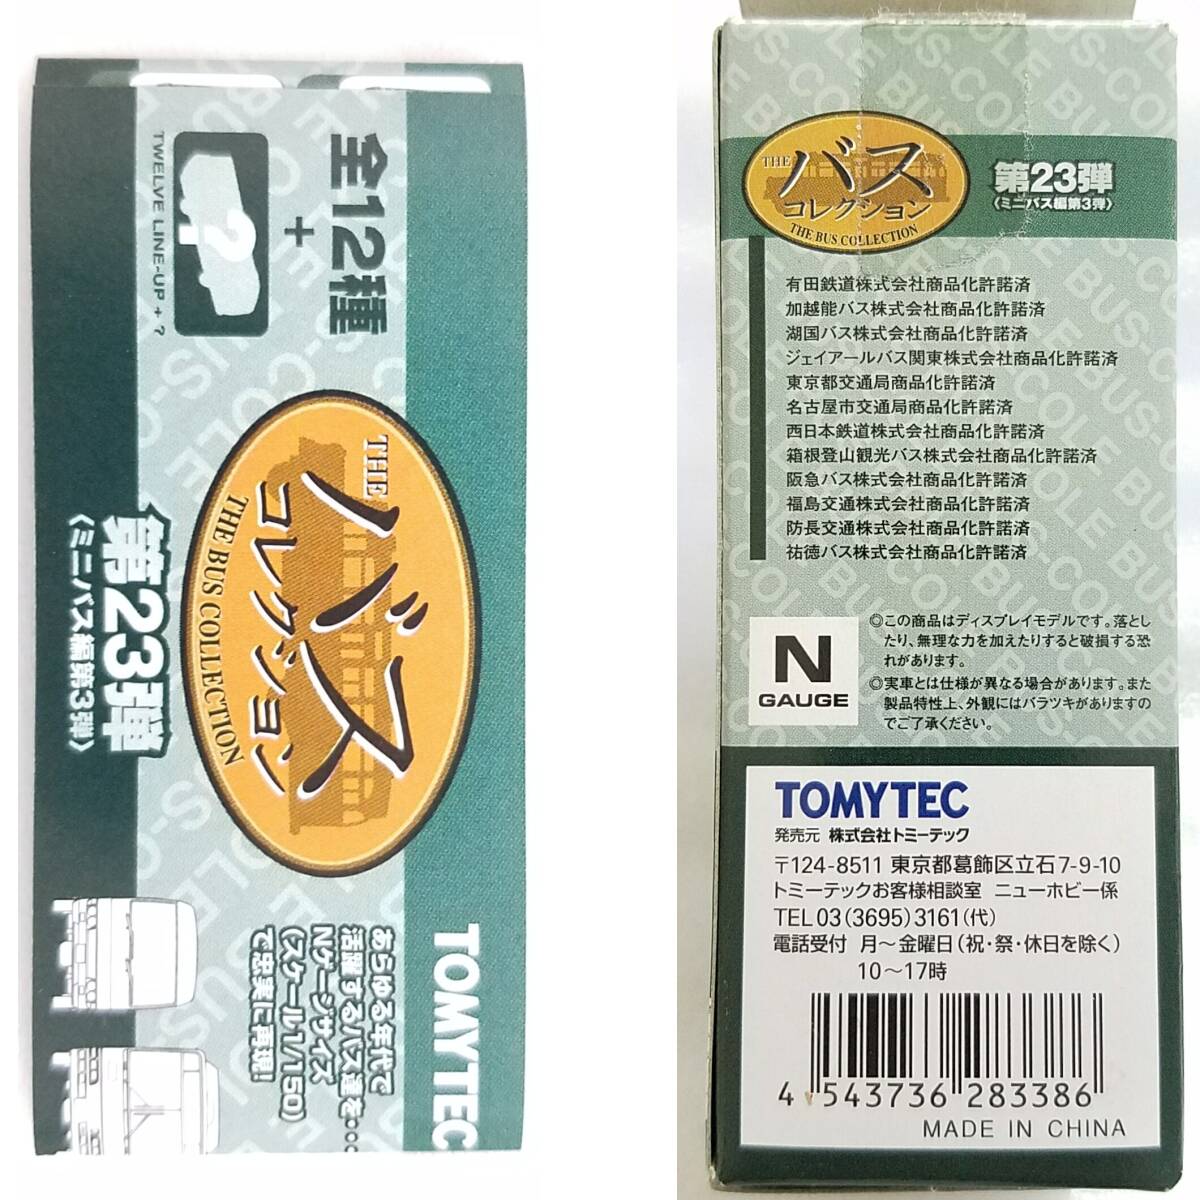 全12種
+
TWELVE LINE-UP + ?
THE
バス
コレクション
THE BUS COLLECTION
第23弾
〈ミニバス編第3弾〉
TOMYTEC
あらゆる年代で
活躍するバス達を
Nゲージサイズ
(スケール1/150)
で忠実に再現!
BUS-COLE BUS-COLE
THE
バス
コレクション
THE BUS COLLECTION
第23弾
〈ミニバス編第3弾〉
有田鉄道株式会社商品化許諾済
加越能バス株式会社商品化許諾済
湖国バス株式会社商品化許諾済
ジェイアールバス関東株式会社商品化許諾済
東京都交通局商品化許諾済
名古屋市交通局商品化許諾済
西日本鉄道株式会社商品化許諾済
箱根登山観光バス株式会社商品化許諾済
阪急バス株式会社商品化許諾済
福島交通株式会社商品化許諾済
防長交通株式会社商品化許諾済
祐徳バス株式会社商品化許諾済
N
GAUGE
◎この商品はディスプレイモデルです。落とし
たり、無理な力を加えたりすると破損する恐
れがあります。
◎実車とは仕様が異なる場合があります。また
製品特性上、外観にはバラツキがありますの
でご了承ください。
TOMYTEC
発売元 株式会社トミーテック
〒124-8511 東京都葛飾区立石7-9-10
トミーテックお客様相談室 ニューホビー係
TEL 03(3695)3161(代)
電話受付 月～金曜日(祝・祭・休日を除く)
10～17時
4 543736 283386
MADE IN CHINA